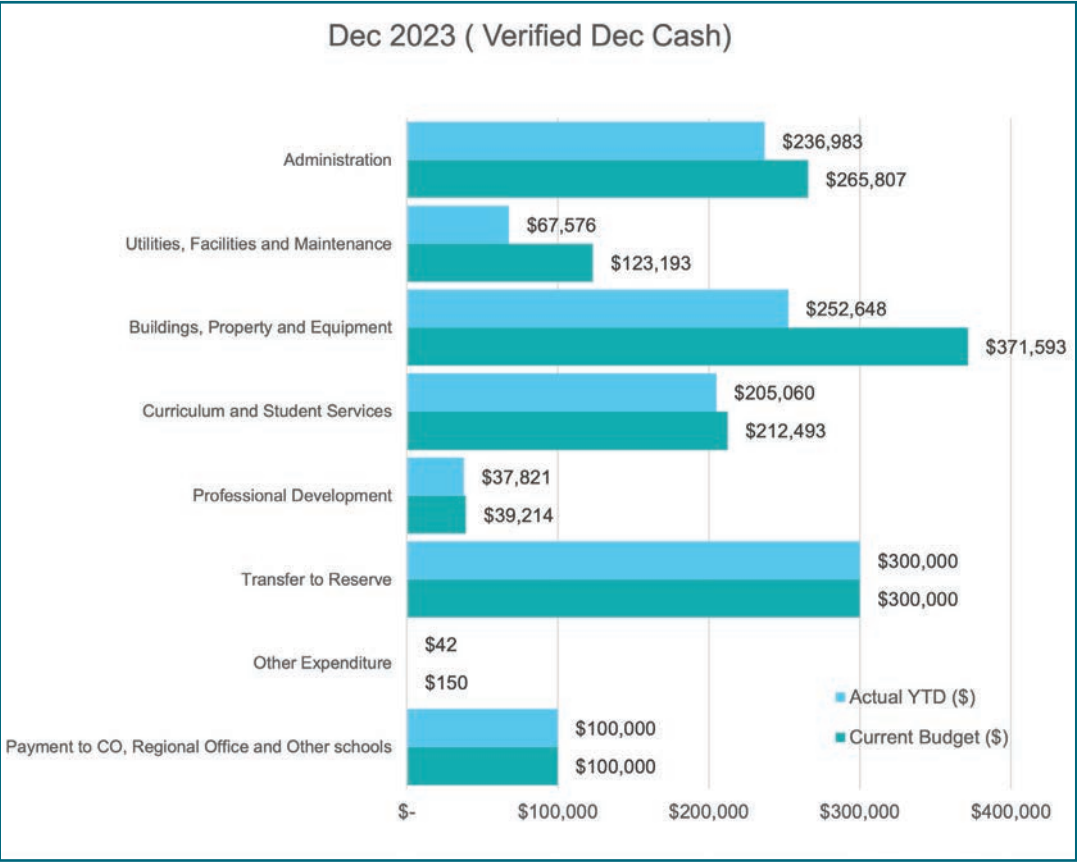 Dec 2023 ( Verified Dec Cash)
Administration
$236,983
$265,807
Utilities, Facilities and Maintenance
$67,576
$123,193
Buildings, Property and Equipment
$252,648
$371,593
Curriculum and Student Services
$205,060
$212,493
Professional Development
$37,821
$39,214
Transfer to Reserve
$300,000
$300,000
Other Expenditure
$42
$150
Payment to CO, Regional Office and Other schools
$100,000
$100,000
Actual YTD ($)
Current Budget ($)
$- $100,000 $200,000 $300,000 $400,000